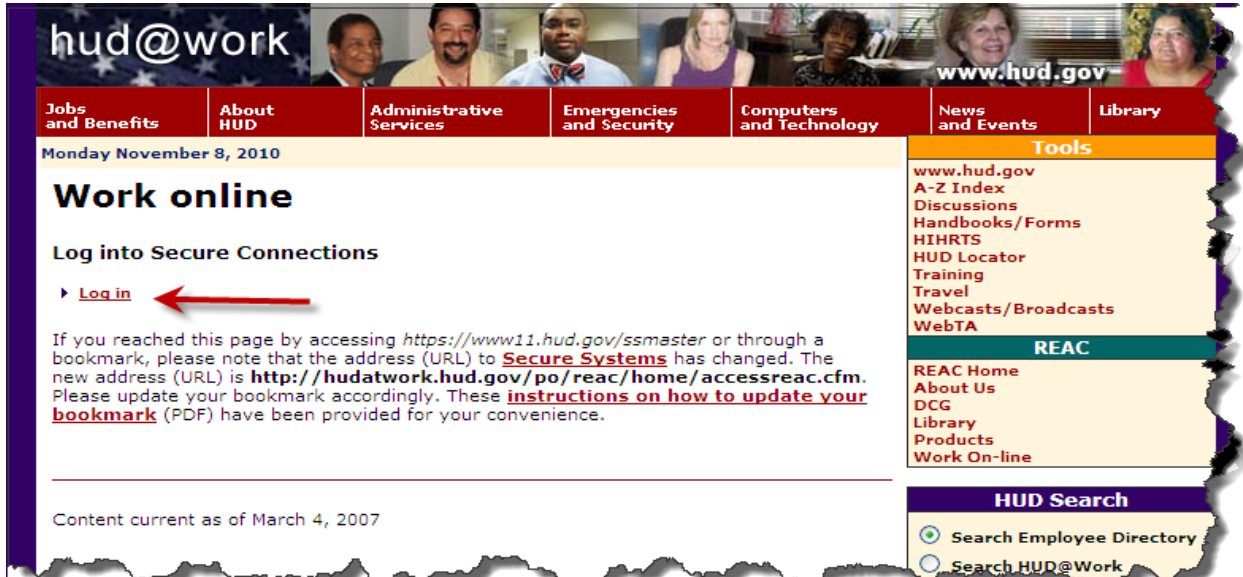 hud@work
www.hud.gov
Jobs and Benefits
About HUD
Administrative Services
Emergencies and Security
Computers and Technology
News and Events
Library
Monday November 8, 2010
Work online
Log into Secure Connections
Log in
If you reached this page by accessing https://www11.hud.gov/ssmaster or through a
bookmark, please note that the address (URL) to Secure Systems has changed. The
new address (URL) is http://hudatwork.hud.gov/po/reac/home/accessreac.cfm.
Please update your bookmark accordingly. These instructions on how to update your
bookmark (PDF) have been provided for your convenience.
Content current as of March 4, 2007
Tools
www.hud.gov
A-Z Index
Discussions
Handbooks/Forms
HIHRTS
HUD Locator
Training
Travel
Webcasts/Broadcasts
WebTA
REAC
REAC Home
About Us
DCG
Library
Products
Work On-line
HUD Search
Search Employee Directory
Search HUD@Work